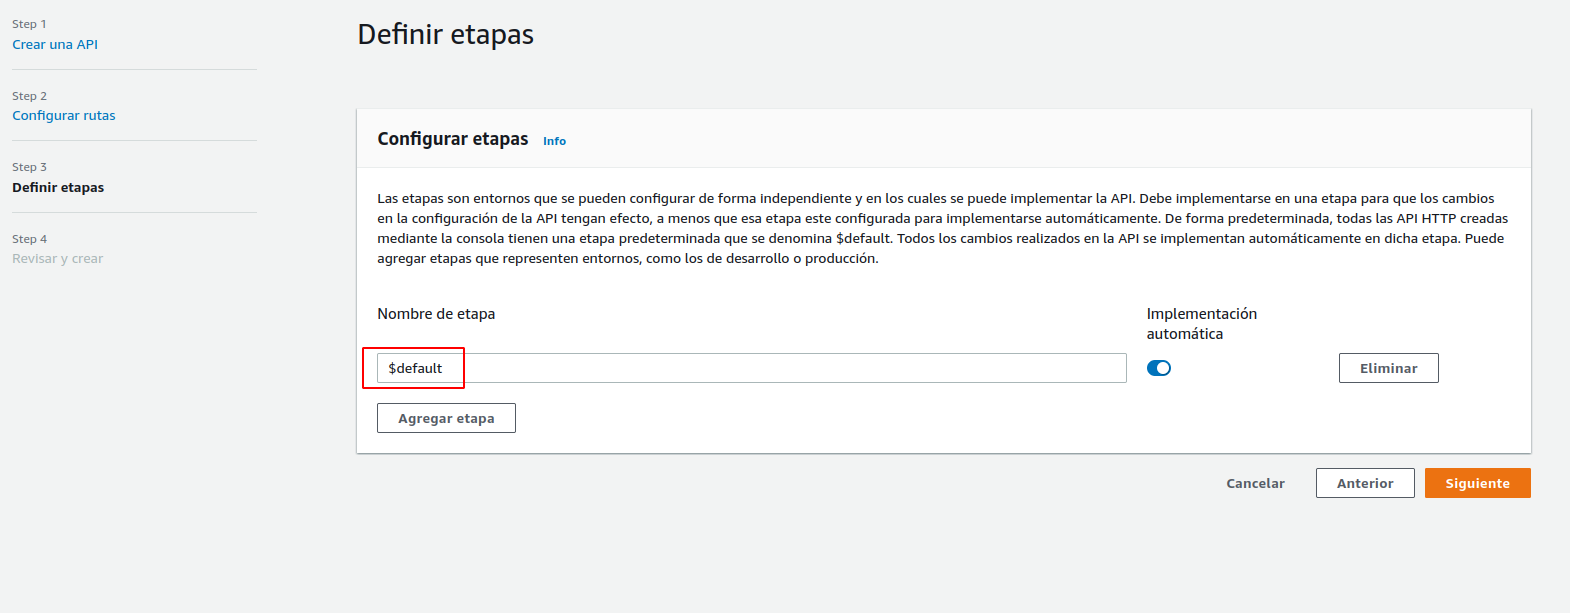 Step 1
Crear una API
Step 2
Configurar rutas
Step 3
Definir etapas
Step 4
Revisar y crear
Definir etapas
Configurar etapas Info
Las etapas son entornos que se pueden configurar de forma independiente y en los cuales se puede implementar la API. Debe implementarse en una etapa para que los cambios
en la configuración de la API tengan efecto, a menos que esa etapa este configurada para implementarse automáticamente. De forma predeterminada, todas las API HTTP creadas
mediante la consola tienen una etapa predeterminada que se denomina $default. Todos los cambios realizados en la API se implementan automáticamente en dicha etapa. Puede
agregar etapas que representen entornos, como los de desarrollo o producción.
Nombre de etapa
Implementación
automática
$default
Eliminar
Agregar etapa
Cancelar
Anterior
Siguiente